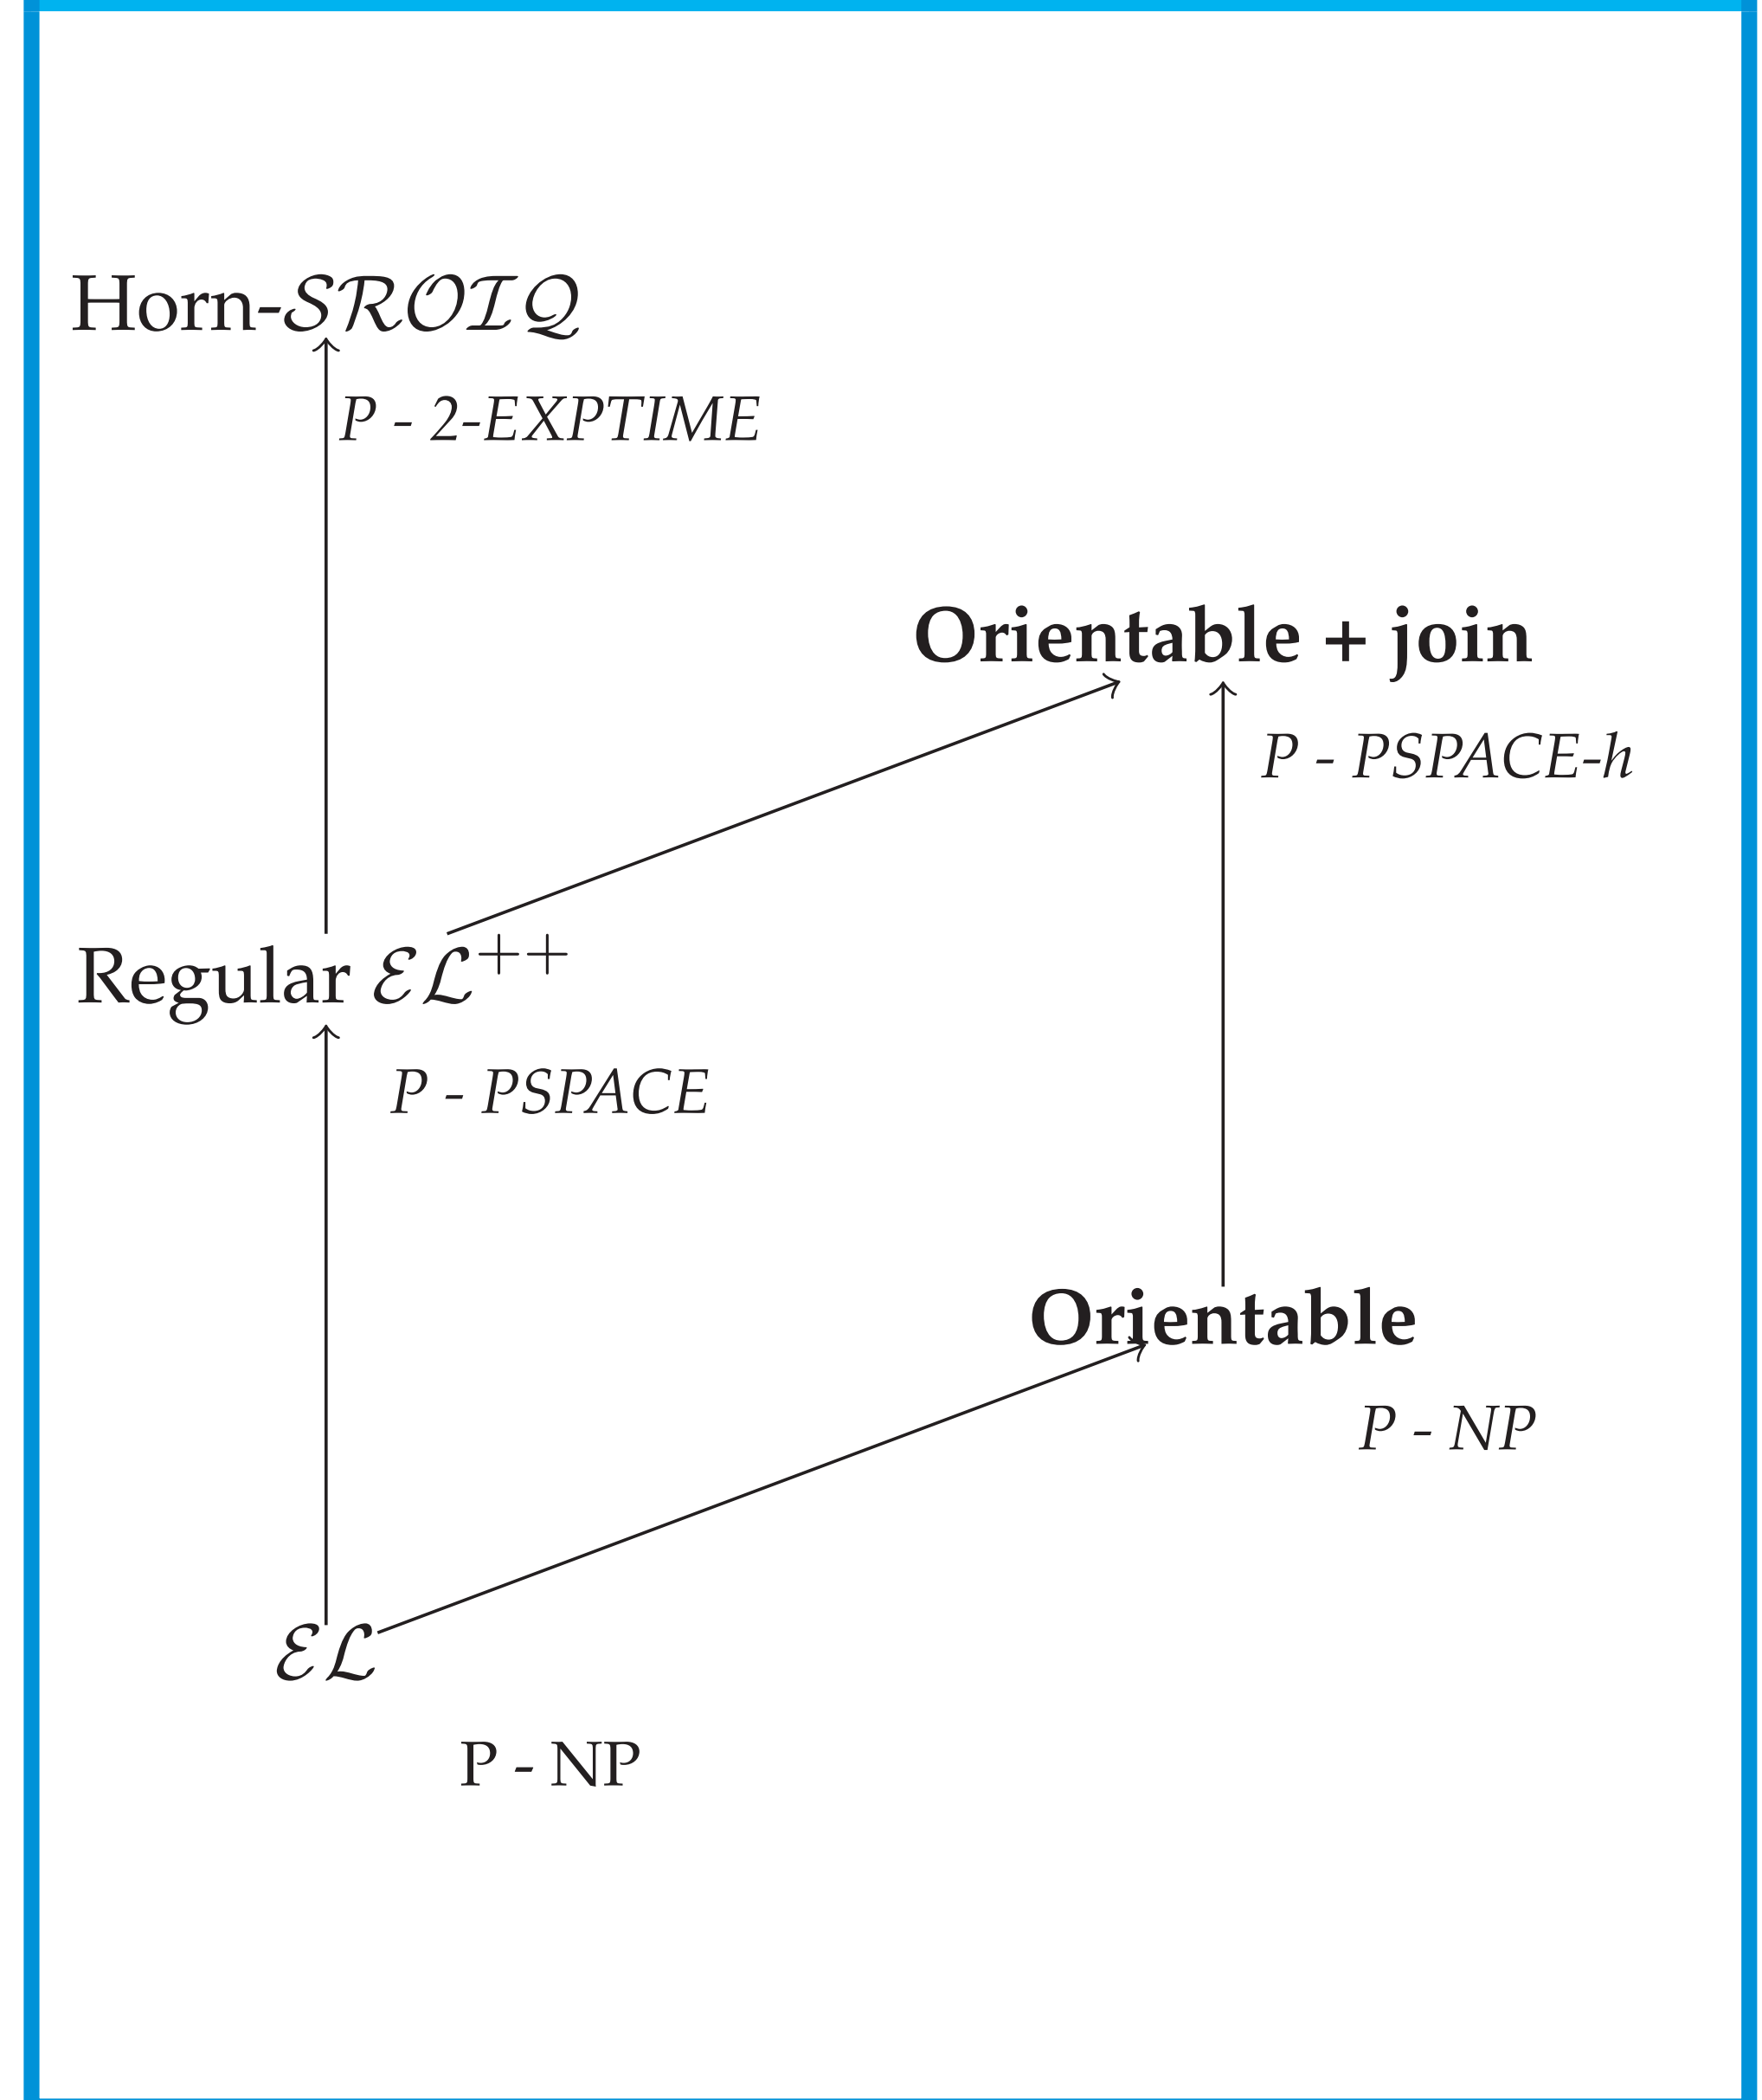 Horn-𝒮ℛ𝒪ℐ𝒬
P - 2-EXPTIME
Orientable + join
P - PSPACE-h
Regular ℰℒ⁺⁺
P - PSPACE
Orientable
P - NP
ℰℒ
P - NP